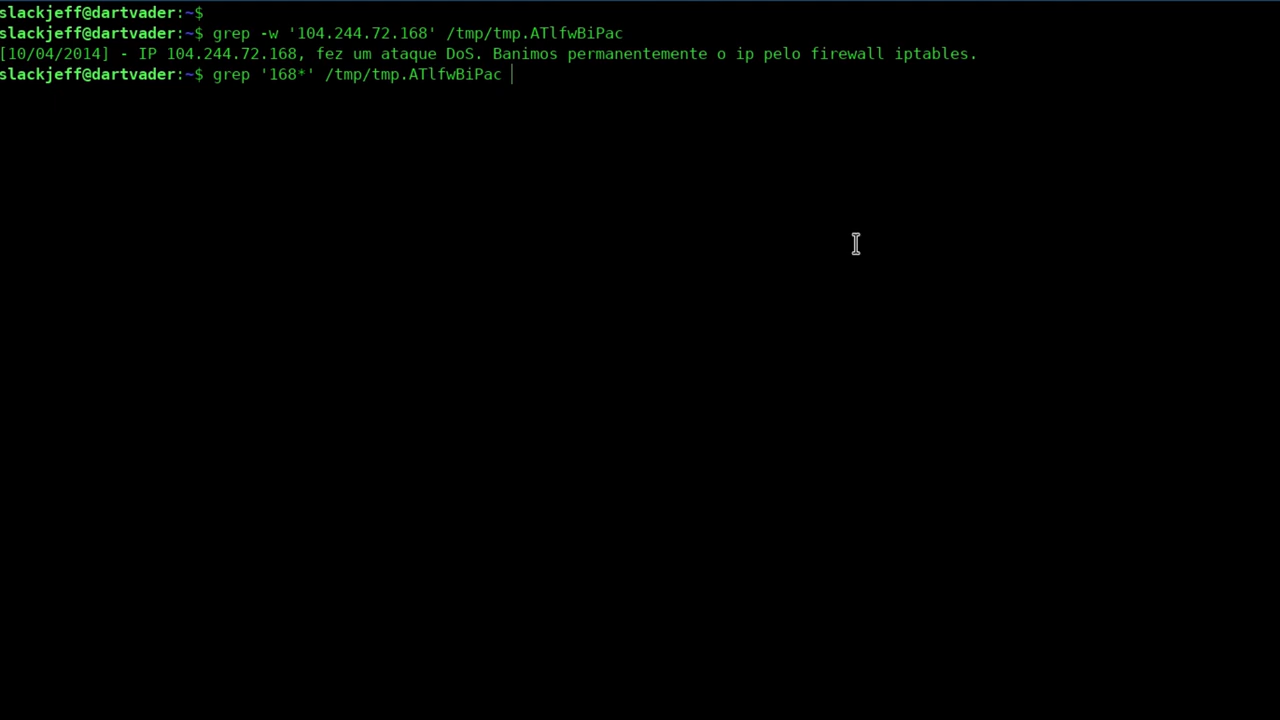 slackjeff@dartvader:~$
slackjeff@dartvader:~$ grep -w '104.244.72.168' /tmp/tmp.ATlfwBiPac
[10/04/2014] - IP 104.244.72.168, fez um ataque DoS. Banimos permanentemente o ip pelo firewall iptables.
slackjeff@dartvader:~$ grep '168*' /tmp/tmp.ATlfwBiPac